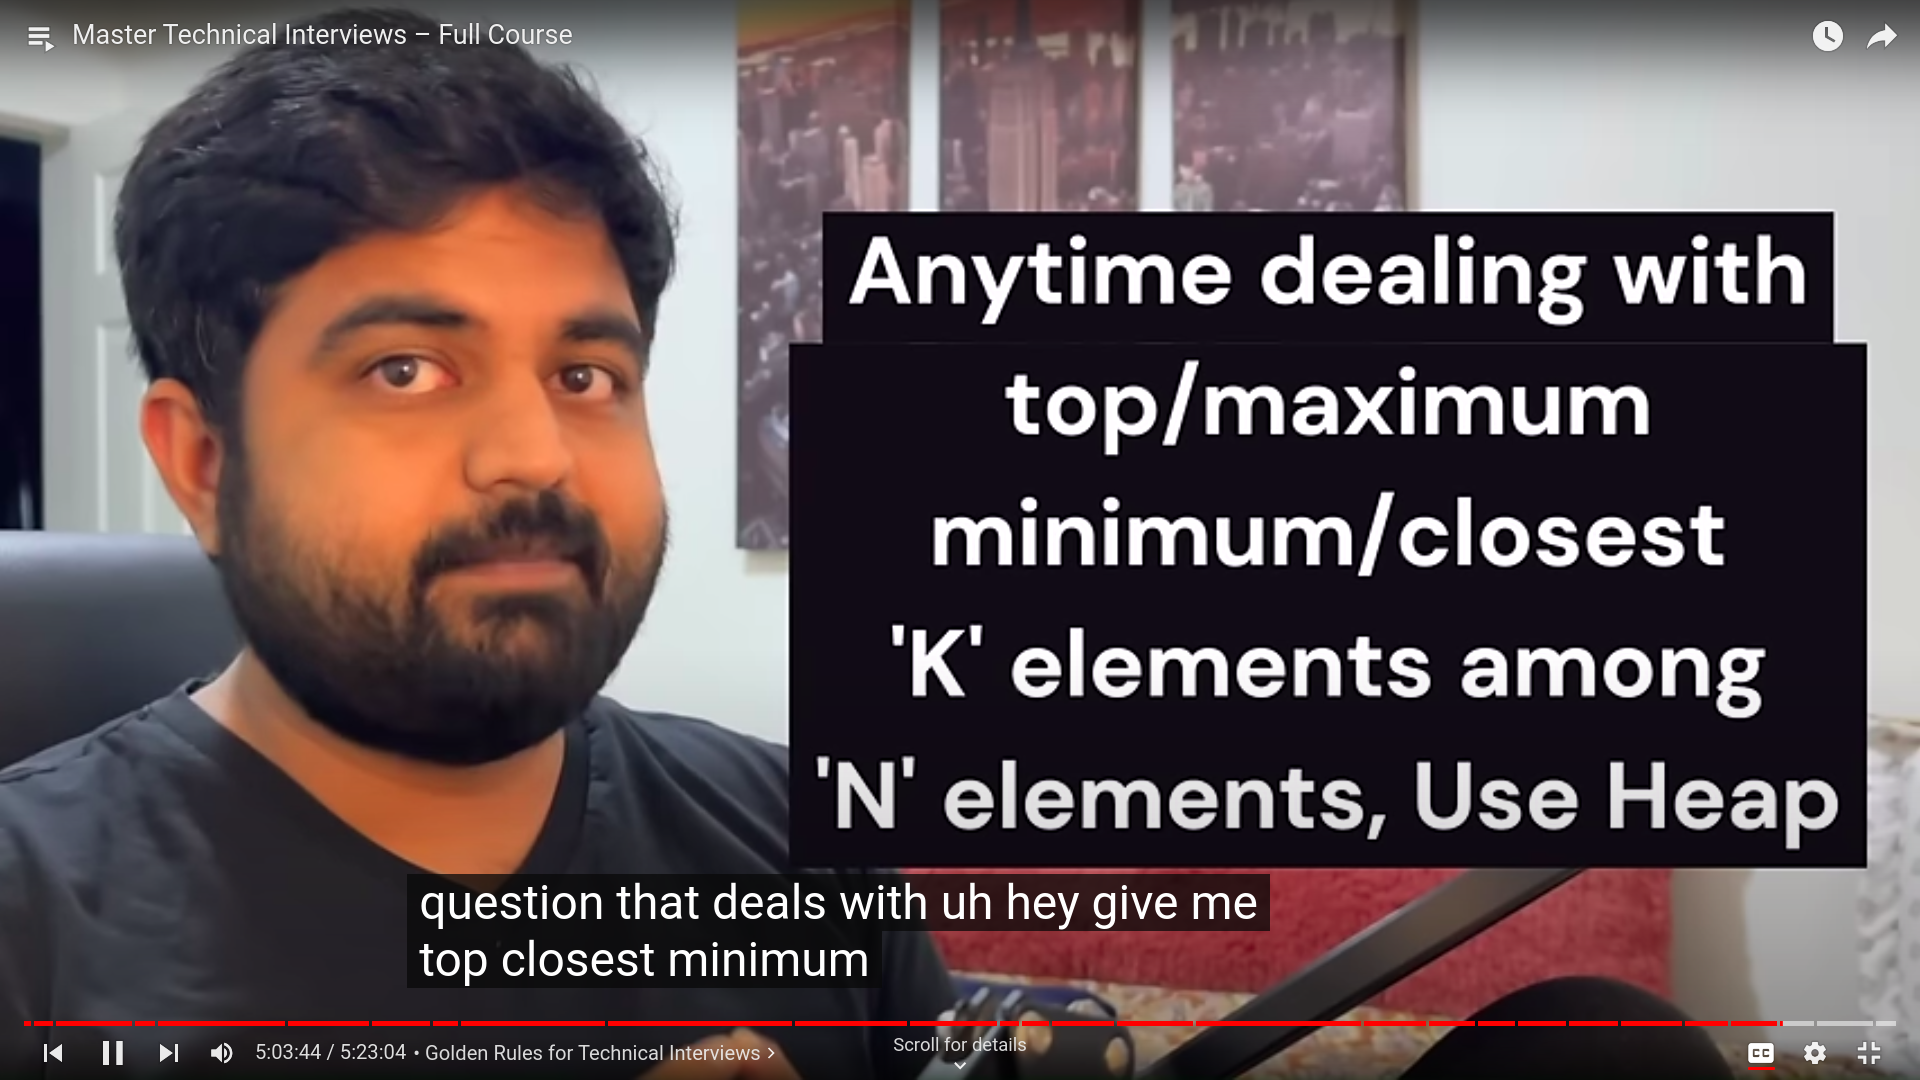 Master Technical Interviews – Full Course
Anytime dealing with
top/maximum
minimum/closest
'K' elements among
'N' elements, Use Heap
question that deals with uh hey give me
top closest minimum
5:03:44 / 5:23:04 • Golden Rules for Technical Interviews
Scroll for details
CC